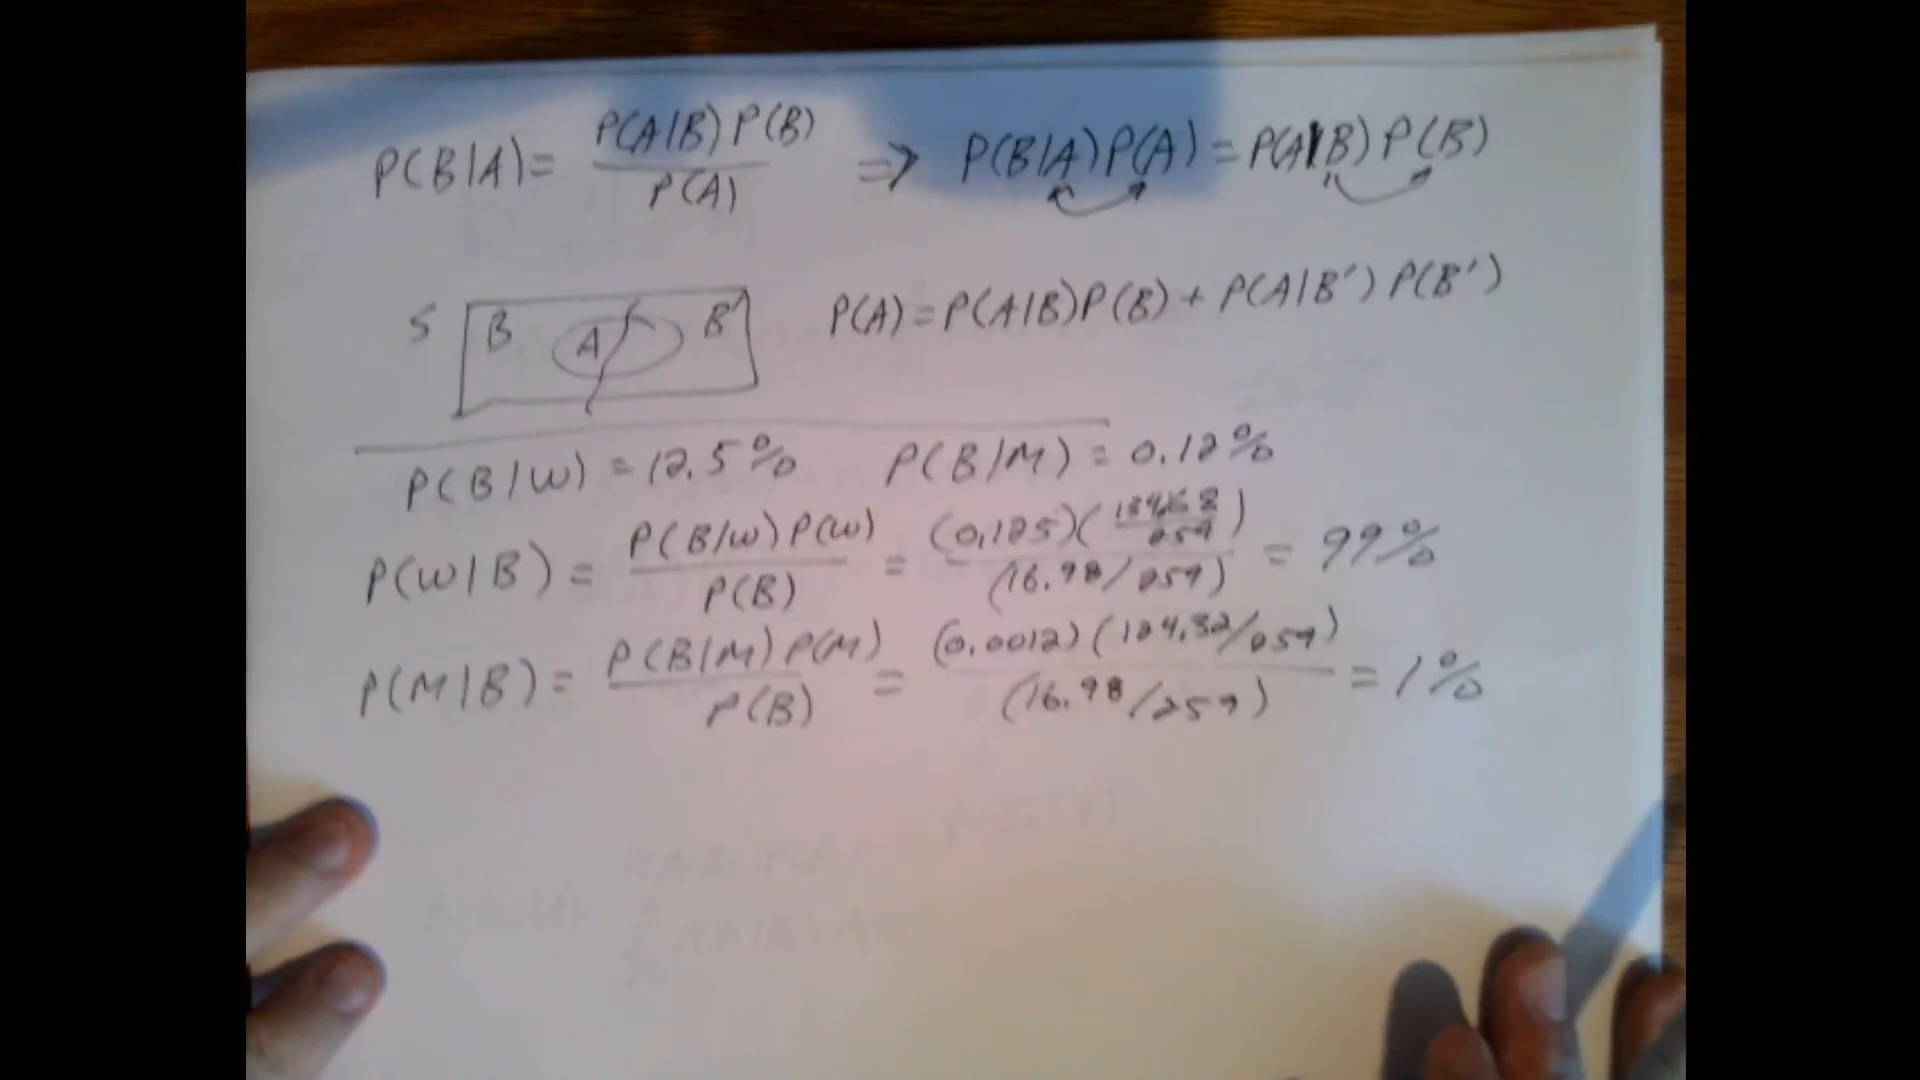 P(B|A) = P(A|B) P(B) / P(A) => P(B|A) P(A) = P(A|B) P(B)
S B A B' P(A) = P(A|B) P(B) + P(A|B') P(B')
P(B/W) = 12.5% P(B/M) = 0.12%
P(W|B) = P(B/W) P(W) / P(B) = (0.125)(134.68/259) / (16.98/259) = 99%
P(M|B) = P(B|M) P(M) / P(B) = (0.0012)(124.32/259) / (16.98/259) = 1%